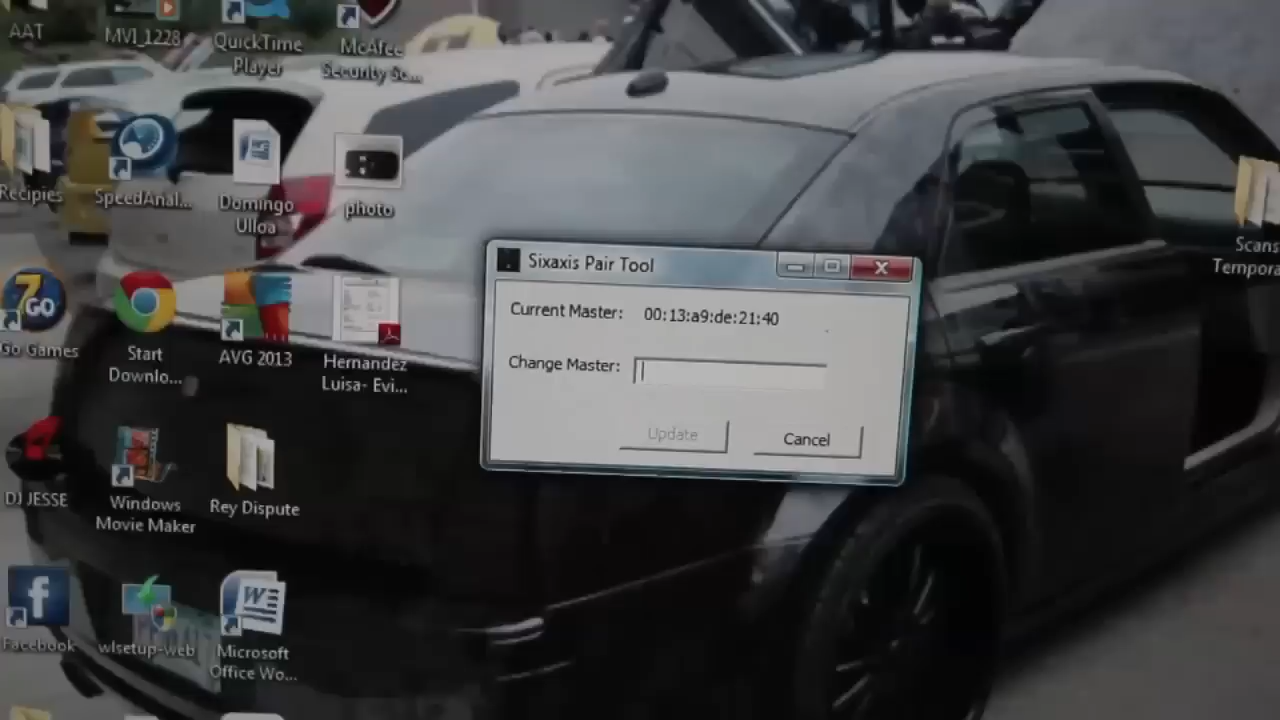 AAT
MVI_1228
QuickTime
Player
McAfee
Security Sc...
Recipies
SpeedAnal...
Domingo
Ulloa
photo
Scans
Tempora
7
GO
Go Games
Start
Downlo...
AVG 2013
Hernandez
Luisa- Evi...
Sixaxis Pair Tool
Current Master: 00:13:a9:de:21:40
Change Master:
Update
Cancel
DJ JESSE
Windows
Movie Maker
Rey Dispute
Facebook
wlsetup-web
Microsoft
Office Wo...